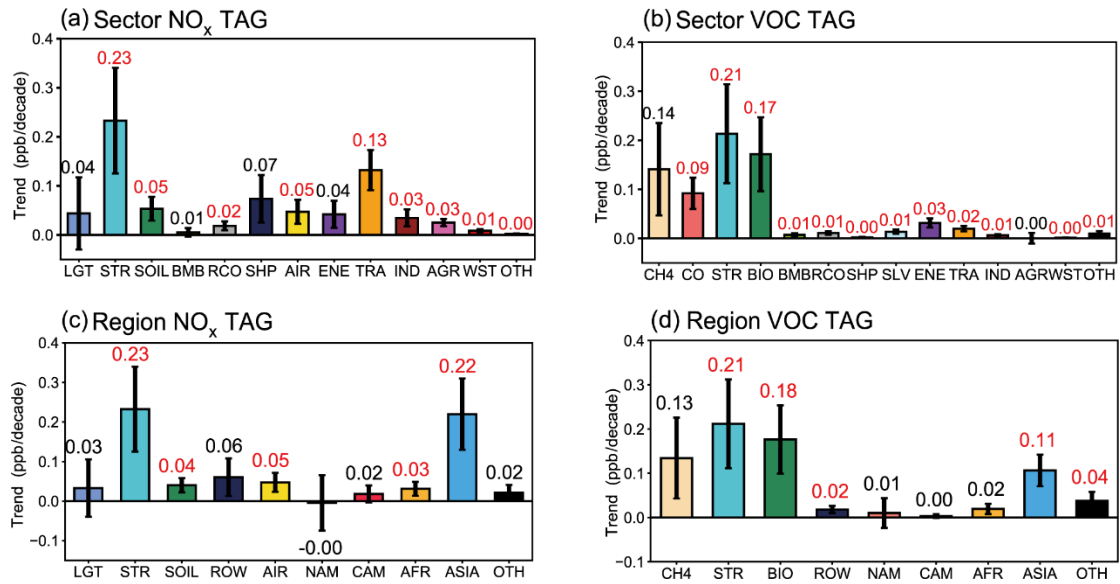 (a) Sector NOx TAG
Trend (ppb/decade)
0.4
0.3
0.2
0.1
0.0
0.04 0.23 0.05 0.01 0.02 0.07 0.05 0.04 0.13 0.03 0.03 0.01 0.00
LGT STR SOIL BMB RCO SHP AIR ENE TRA IND AGR WST OTH
(b) Sector VOC TAG
Trend (ppb/decade)
0.4
0.3
0.2
0.1
0.0
0.14 0.09 0.21 0.17 0.01 0.01 0.00 0.01 0.03 0.02 0.01 0.00 0.00 0.01
CH4 CO STR BIO BMB RCO SHP SLV ENE TRA IND AGR WST OTH
(c) Region NOx TAG
Trend (ppb/decade)
0.4
0.3
0.2
0.1
0.0
−0.1
0.03 0.23 0.04 0.06 0.05 -0.00 0.02 0.03 0.22 0.02
LGT STR SOIL ROW AIR NAM CAM AFR ASIA OTH
(d) Region VOC TAG
Trend (ppb/decade)
0.4
0.3
0.2
0.1
0.0
−0.1
0.13 0.21 0.18 0.02 0.01 0.00 0.02 0.11 0.04
CH4 STR BIO ROW NAM CAM AFR ASIA OTH